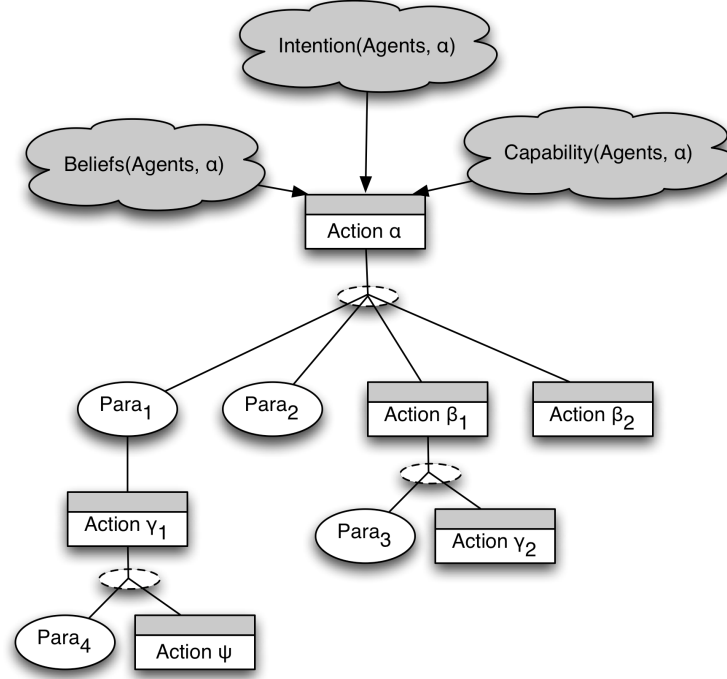 Intention(Agents, α)
Beliefs(Agents, α)
Capability(Agents, α)
Action α
Para1
Para2
Action β1
Action β2
Action γ1
Para3
Action γ2
Para4
Action ψ